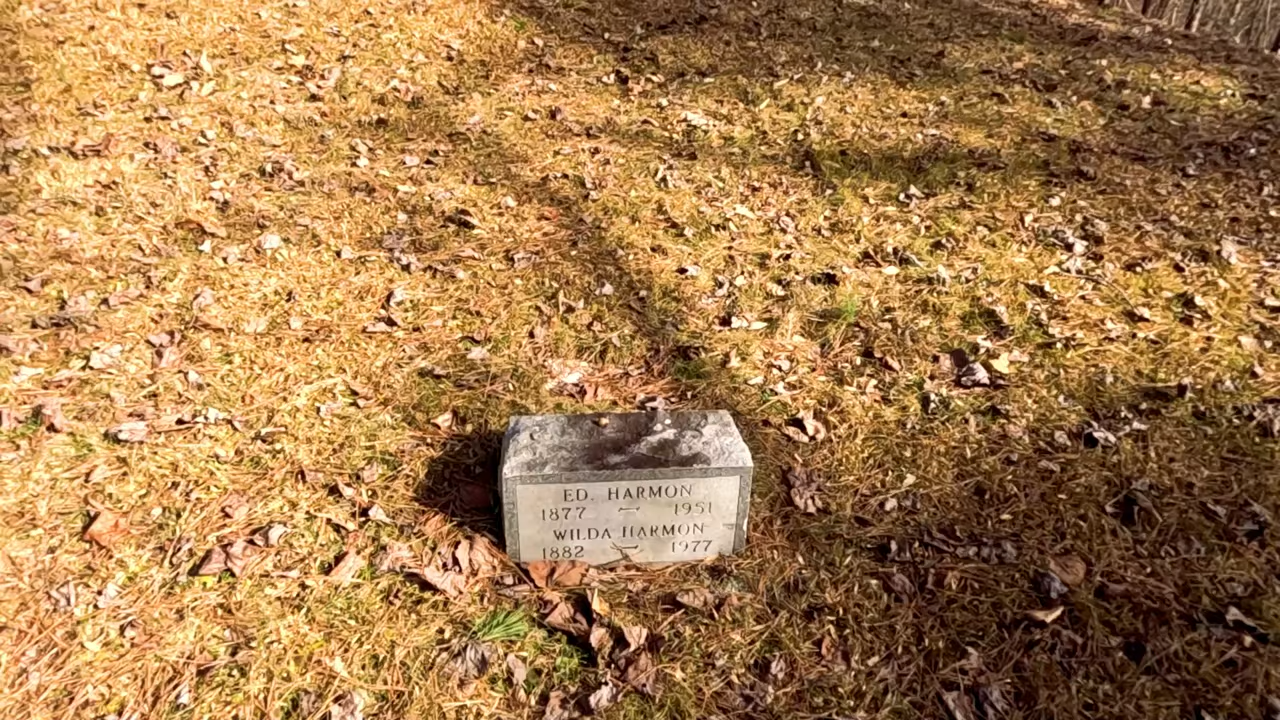 ED. HARMON
1877 ~ 1951
WILDA HARMON
1882 ~ 1977